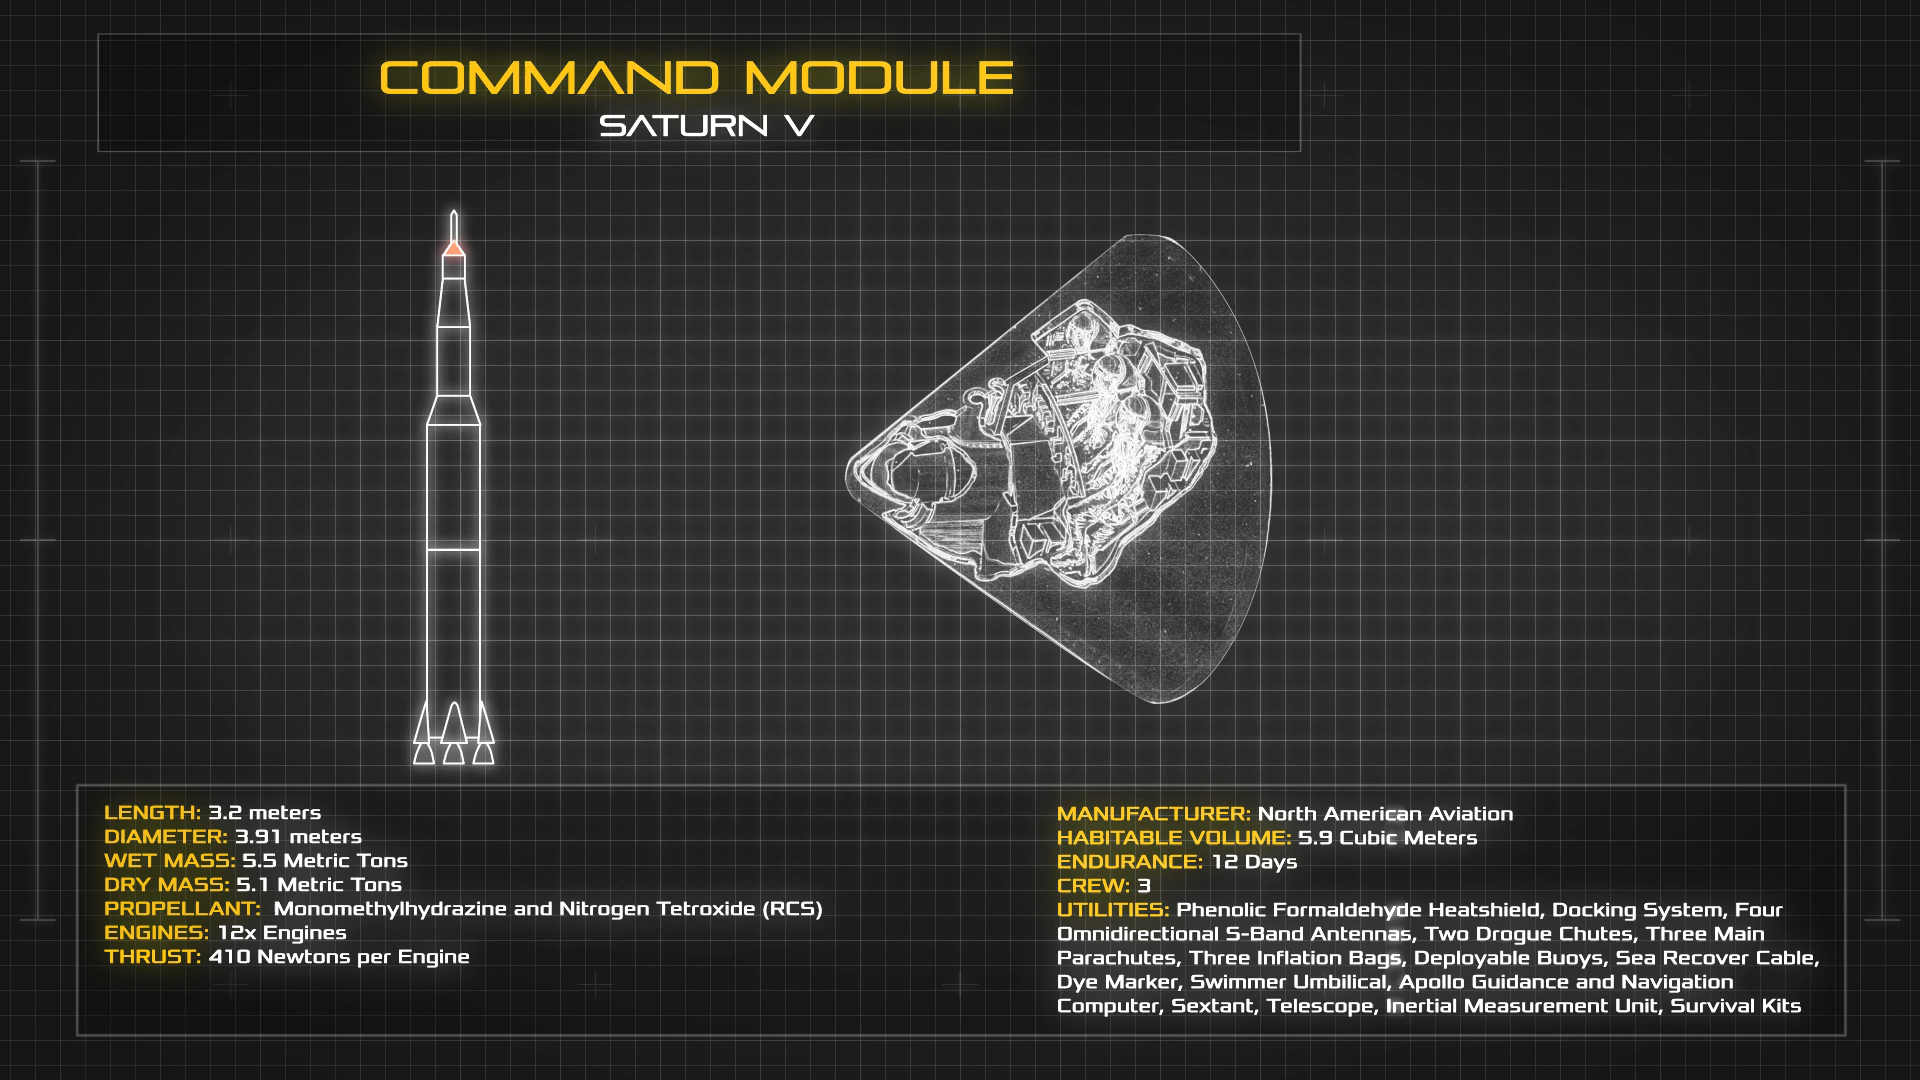 COMMAND MODULE
SATURN V
LENGTH: 3.2 meters
DIAMETER: 3.91 meters
WET MASS: 5.5 Metric Tons
DRY MASS: 5.1 Metric Tons
PROPELLANT: Monomethylhydrazine and Nitrogen Tetroxide (RCS)
ENGINES: 12x Engines
THRUST: 410 Newtons per Engine
MANUFACTURER: North American Aviation
HABITABLE VOLUME: 5.9 Cubic Meters
ENDURANCE: 12 Days
CREW: 3
UTILITIES: Phenolic Formaldehyde Heatshield, Docking System, Four
Omnidirectional S-Band Antennas, Two Drogue Chutes, Three Main
Parachutes, Three Inflation Bags, Deployable Buoys, Sea Recover Cable,
Dye Marker, Swimmer Umbilical, Apollo Guidance and Navigation
Computer, Sextant, Telescope, Inertial Measurement Unit, Survival Kits